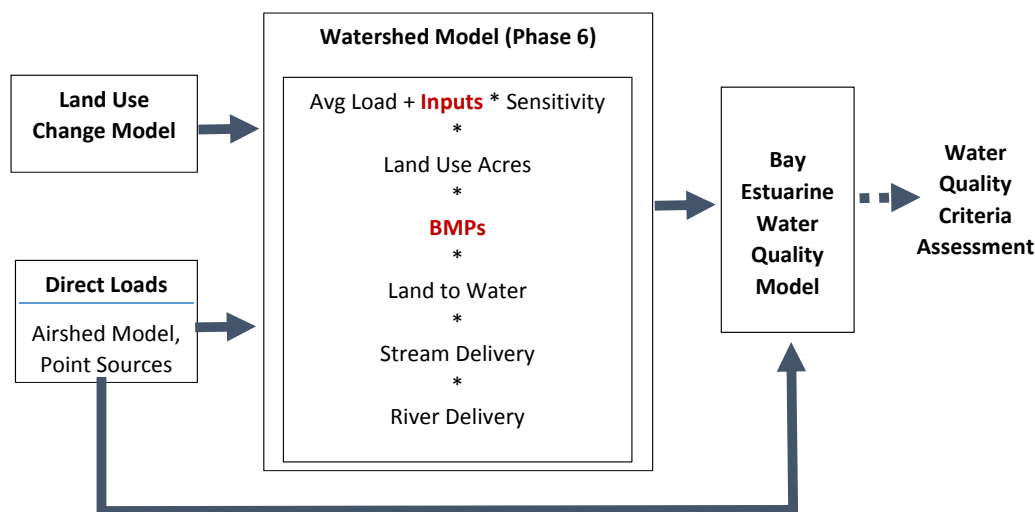 Land Use
Change Model
Direct Loads
Airshed Model,
Point Sources
Watershed Model (Phase 6)
Avg Load + Inputs * Sensitivity
*
Land Use Acres
*
BMPs
*
Land to Water
*
Stream Delivery
*
River Delivery
Bay
Estuarine
Water
Quality
Model
Water
Quality
Criteria
Assessment